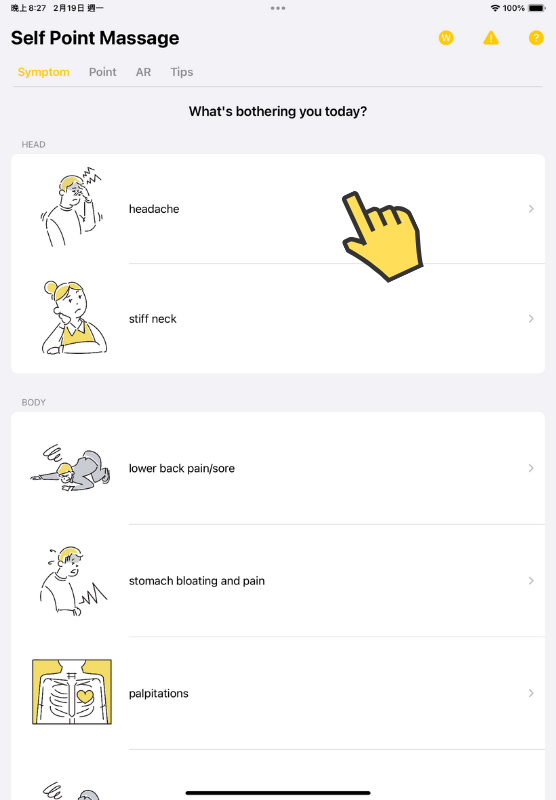 晚上8:27 2月19日 週一
100%
Self Point Massage
W
!
?
Symptom Point AR Tips
What's bothering you today?
HEAD
headache
stiff neck
BODY
lower back pain/sore
stomach bloating and pain
palpitations